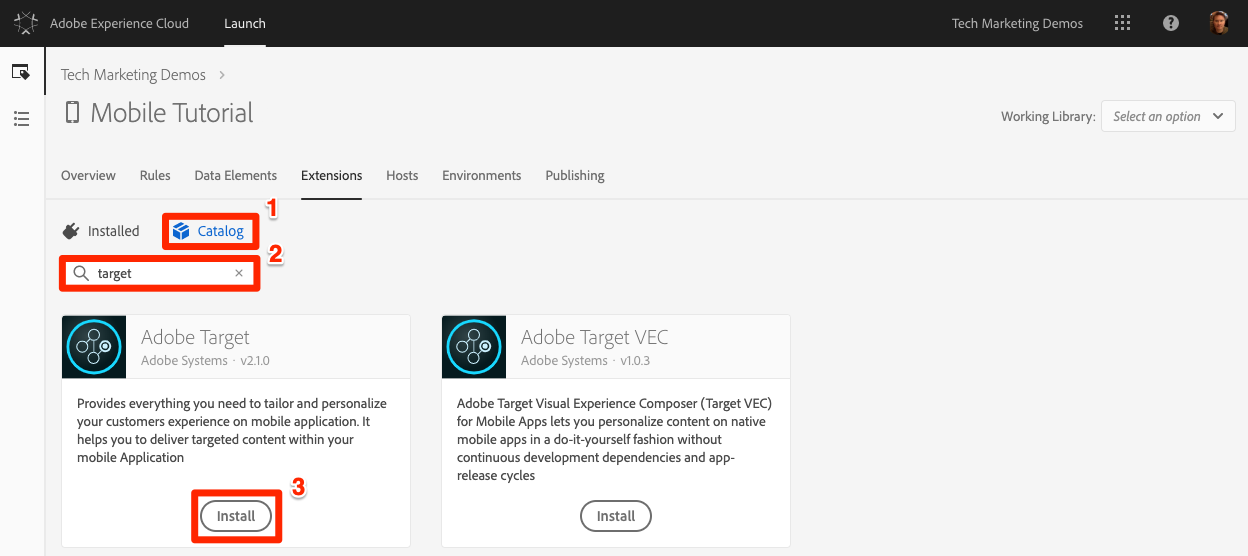 Adobe Experience Cloud Launch Tech Marketing Demos
Tech Marketing Demos
Mobile Tutorial
Working Library: Select an option
Overview Rules Data Elements Extensions Hosts Environments Publishing
1
Installed Catalog
2
target
Adobe Target
Adobe Systems · v2.1.0
Provides everything you need to tailor and personalize
your customers experience on mobile application. It
helps you to deliver targeted content within your
mobile Application
3
Install
Adobe Target VEC
Adobe Systems · v1.0.3
Adobe Target Visual Experience Composer (Target VEC)
for Mobile Apps lets you personalize content on native
mobile apps in a do-it-yourself fashion without
continuous development dependencies and app-
release cycles
Install